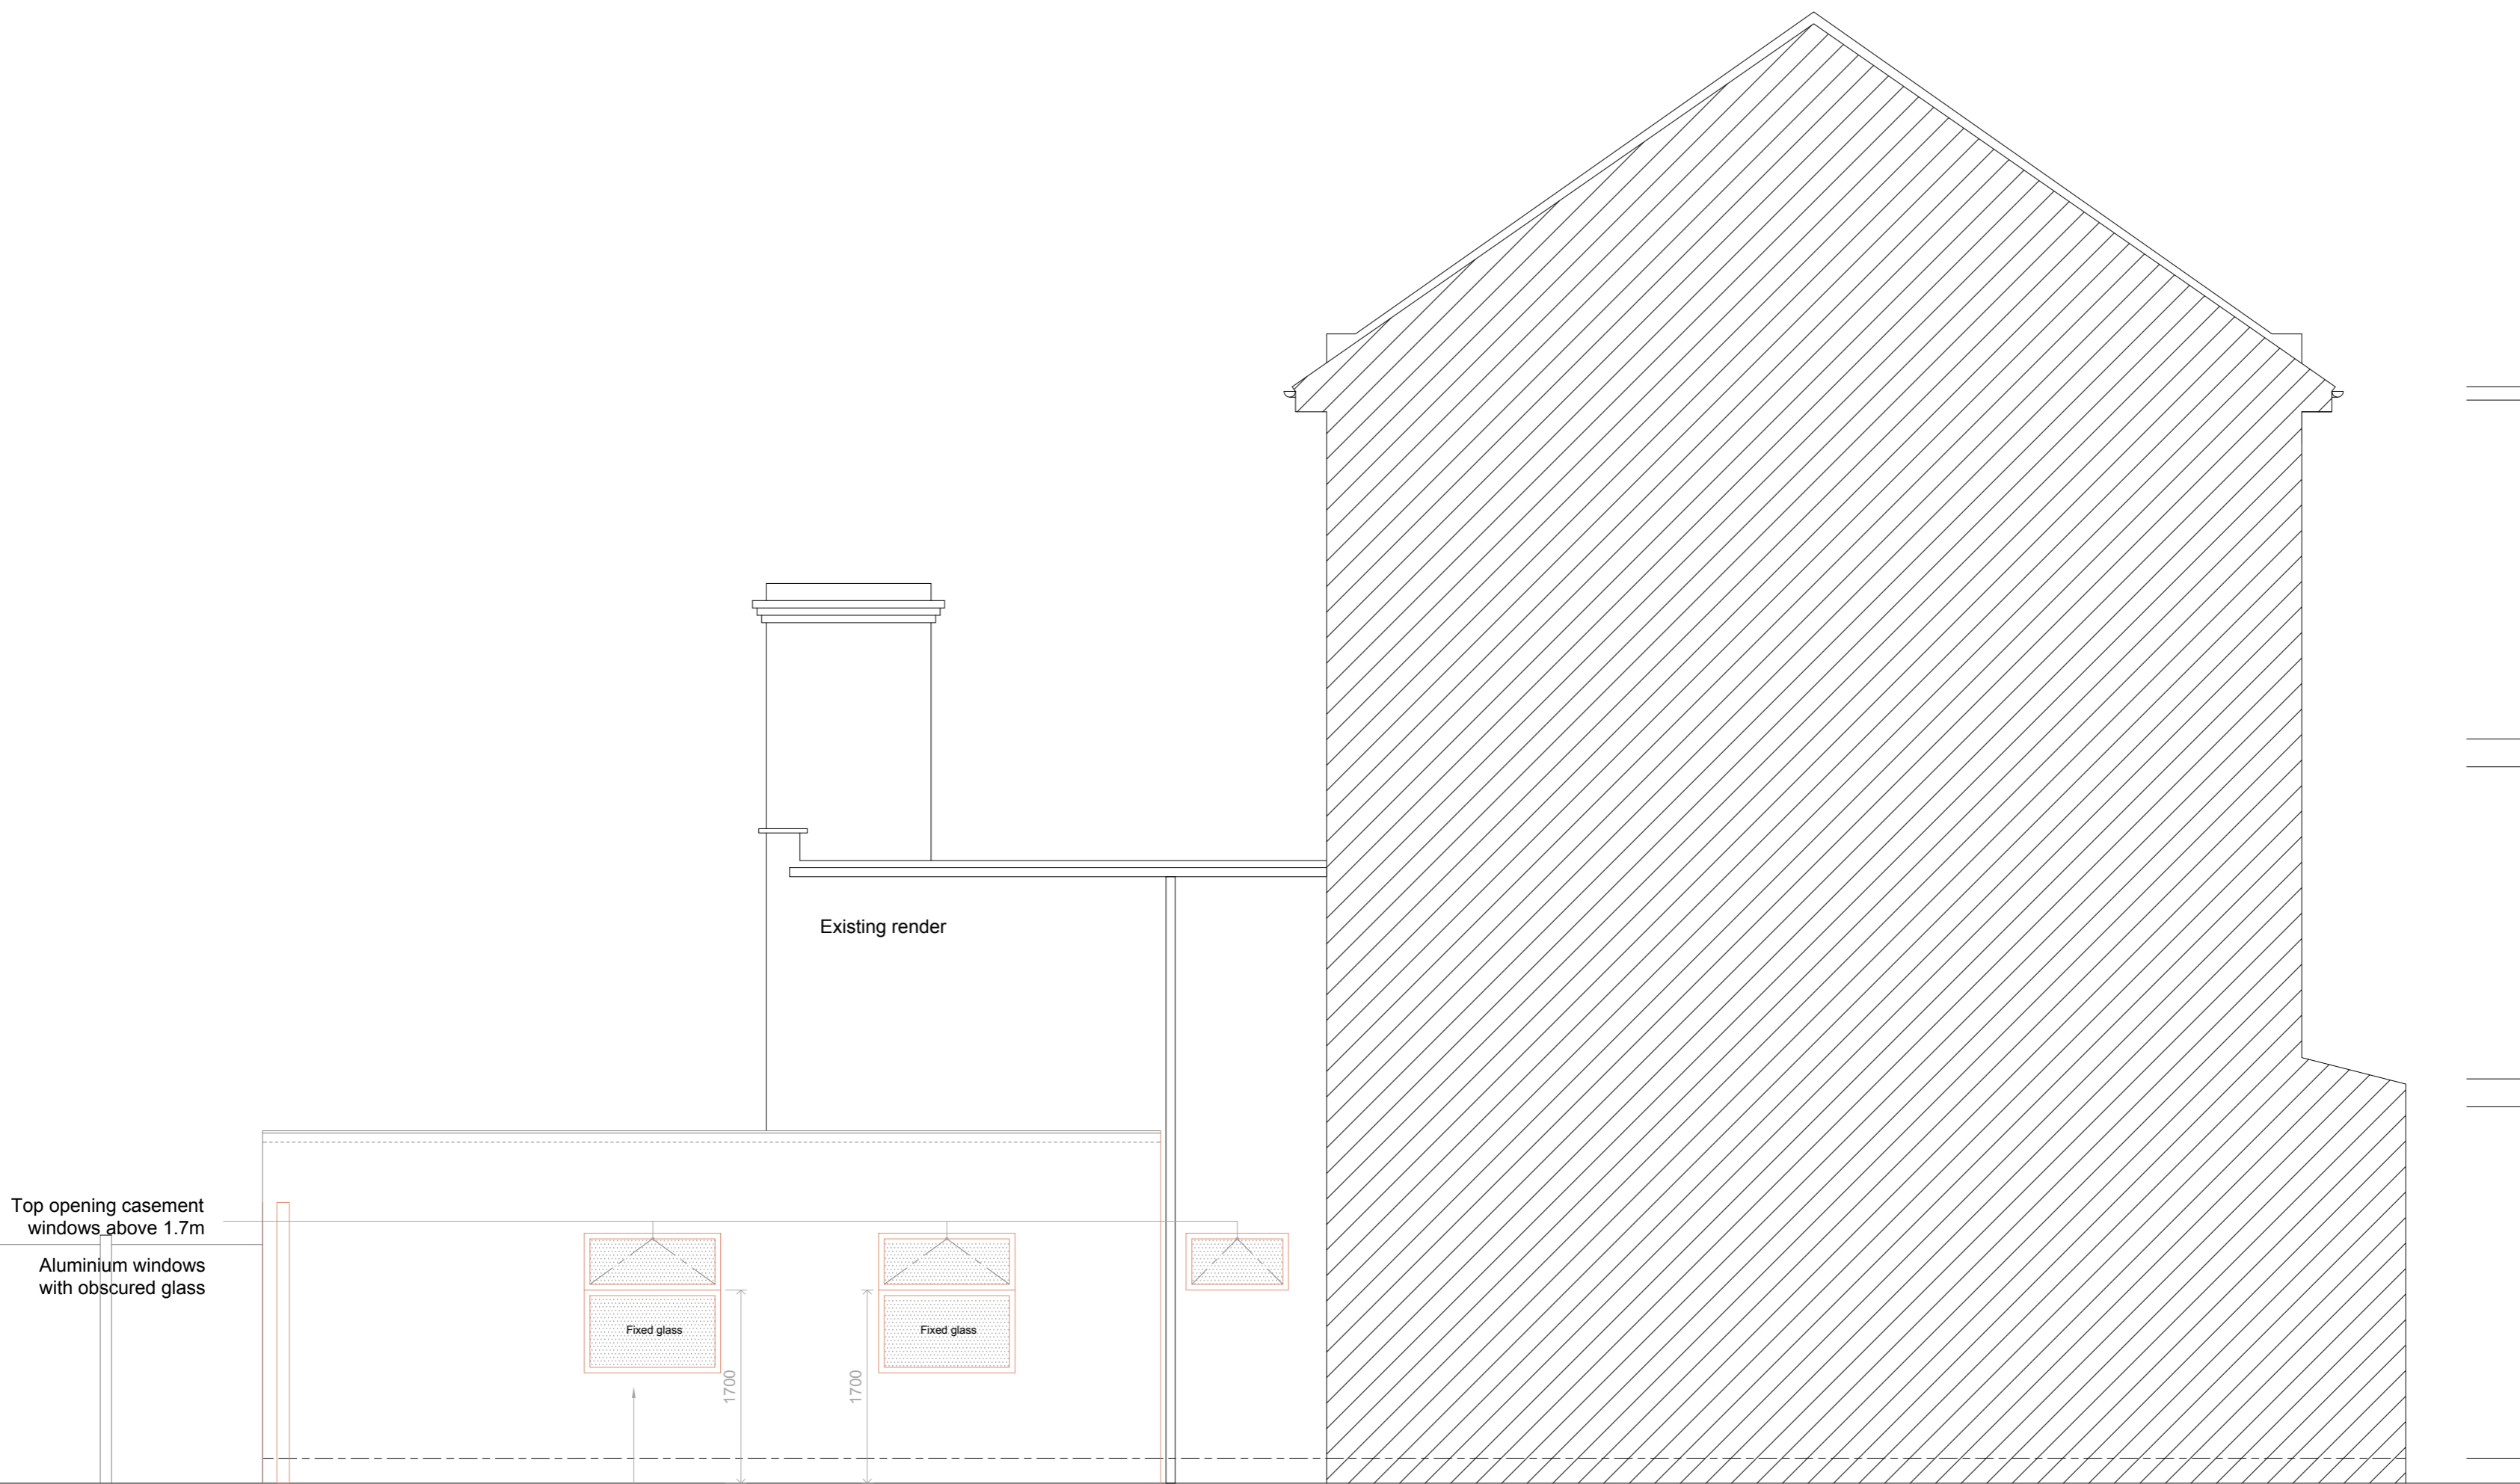 Existing render
Top opening casement
windows above 1.7m
Aluminium windows
with obscured glass
Fixed glass
Fixed glass
1700
1700